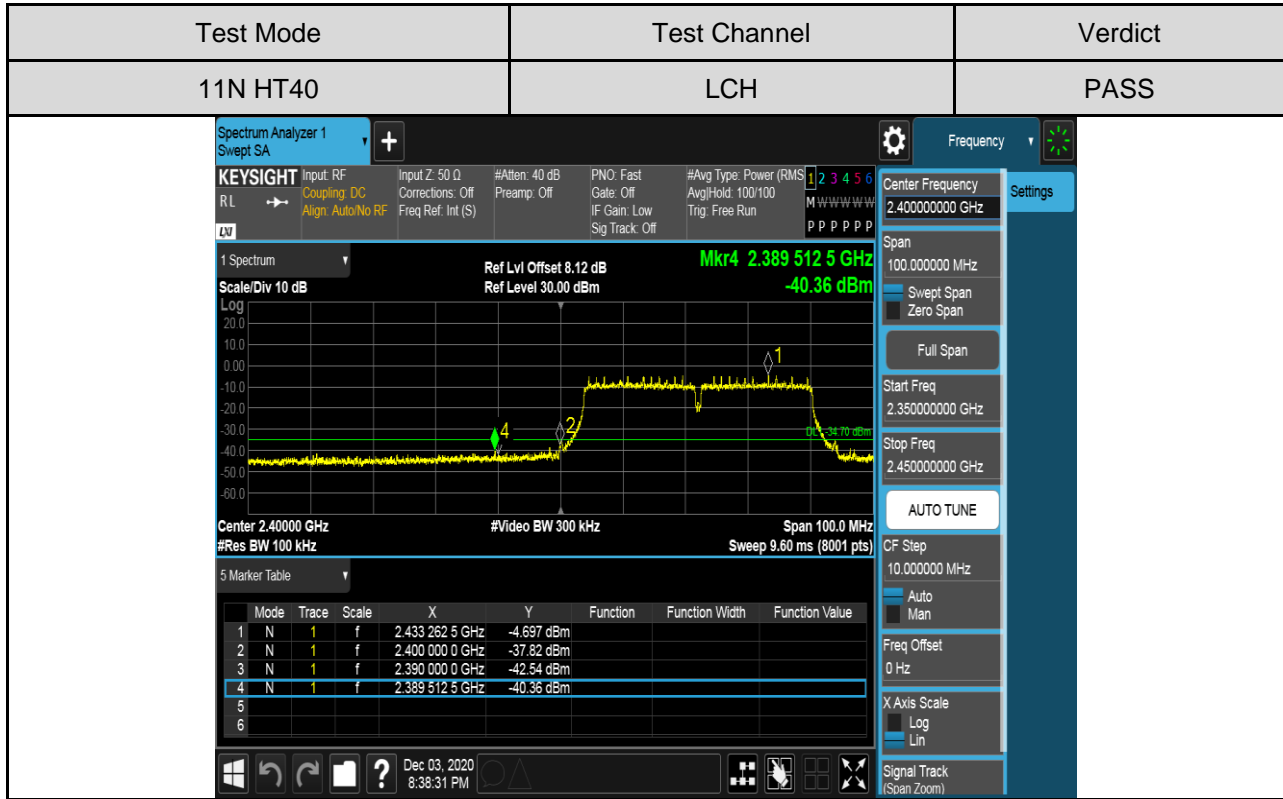 Test Mode Test Channel Verdict
11N HT40 LCH PASS
Spectrum Analyzer 1
Swept SA
+
Frequency
KEYSIGHT Input: RF Input Z: 50 Ω #Atten: 40 dB PNO: Fast #Avg Type: Power (RMS 1 2 3 4 5 6
RL Coupling: DC Corrections: Off Preamp: Off Gate: Off Avg|Hold: 100/100 M W W W W W
Align: Auto/No RF Freq Ref: Int (S) IF Gain: Low Trig: Free Run
LXI Sig Track: Off P P P P P P
Center Frequency
2.400000000 GHz
Settings
Span
100.000000 MHz
Swept Span
Zero Span
Full Span
Start Freq
2.350000000 GHz
Stop Freq
2.450000000 GHz
AUTO TUNE
CF Step
10.000000 MHz
Auto
Man
Freq Offset
0 Hz
X Axis Scale
Log
Lin
Signal Track
(Span Zoom)
1 Spectrum
Ref Lvl Offset 8.12 dB
Mkr4 2.389 512 5 GHz
Scale/Div 10 dB
Ref Level 30.00 dBm
-40.36 dBm
Log
20.0
10.0
0.00
-10.0
-20.0
-30.0
-40.0
-50.0
-60.0
1
2
4
DL1 -34.70 dBm
Center 2.40000 GHz #Video BW 300 kHz Span 100.0 MHz
#Res BW 100 kHz Sweep 9.60 ms (8001 pts)
5 Marker Table
Mode Trace Scale X Y Function Function Width Function Value
1 N 1 f 2.433 262 5 GHz -4.697 dBm
2 N 1 f 2.400 000 0 GHz -37.82 dBm
3 N 1 f 2.390 000 0 GHz -42.54 dBm
4 N 1 f 2.389 512 5 GHz -40.36 dBm
5
6
?
Dec 03, 2020
8:38:31 PM